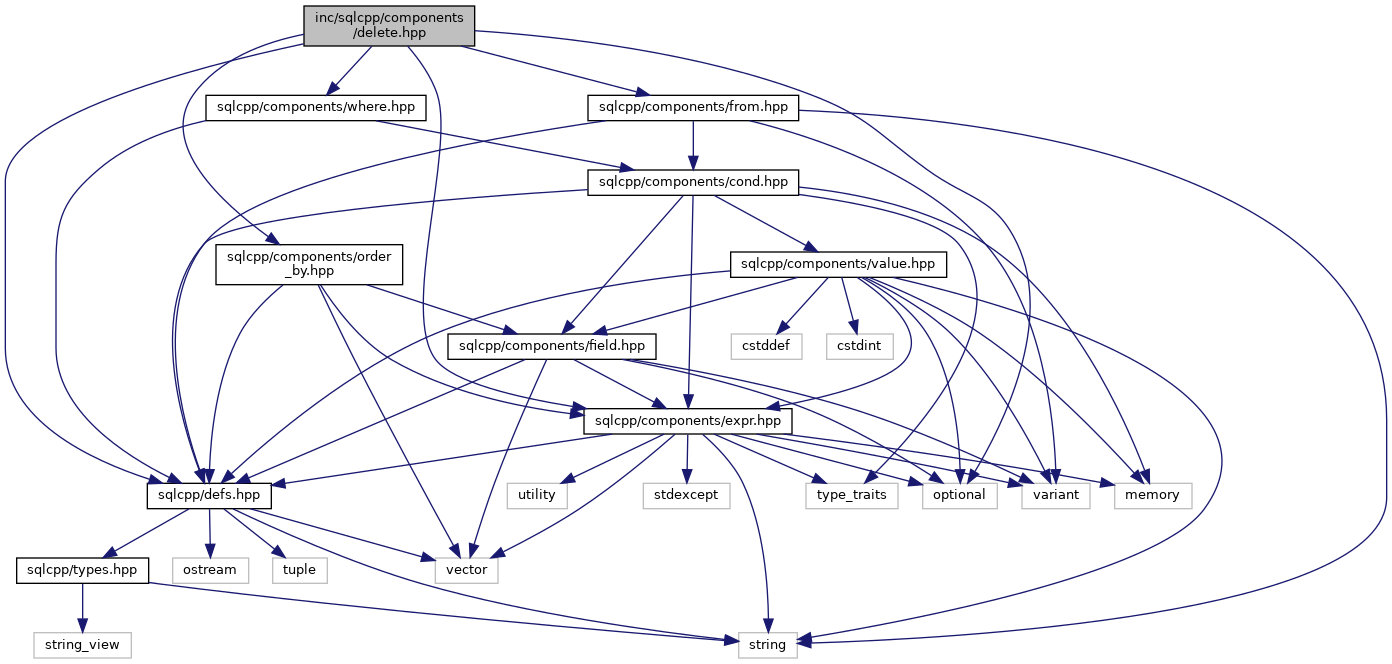 inc/sqlcpp/components
/delete.hpp
sqlcpp/components/where.hpp
sqlcpp/components/from.hpp
sqlcpp/components/cond.hpp
sqlcpp/components/order
_by.hpp
sqlcpp/components/value.hpp
sqlcpp/components/field.hpp
cstddef
cstdint
sqlcpp/components/expr.hpp
sqlcpp/defs.hpp
utility
stdexcept
type_traits
optional
variant
memory
sqlcpp/types.hpp
ostream
tuple
vector
string_view
string